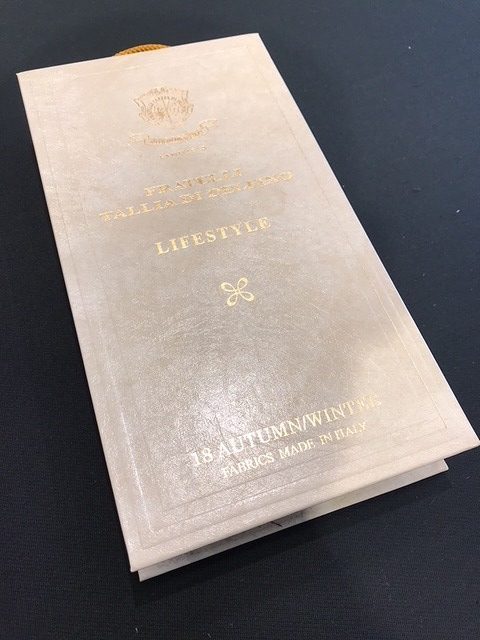 FRATELLI
TALLIA DI DELFINO
LIFESTYLE
18 AUTUMN/WINTER
FABRICS MADE IN ITALY